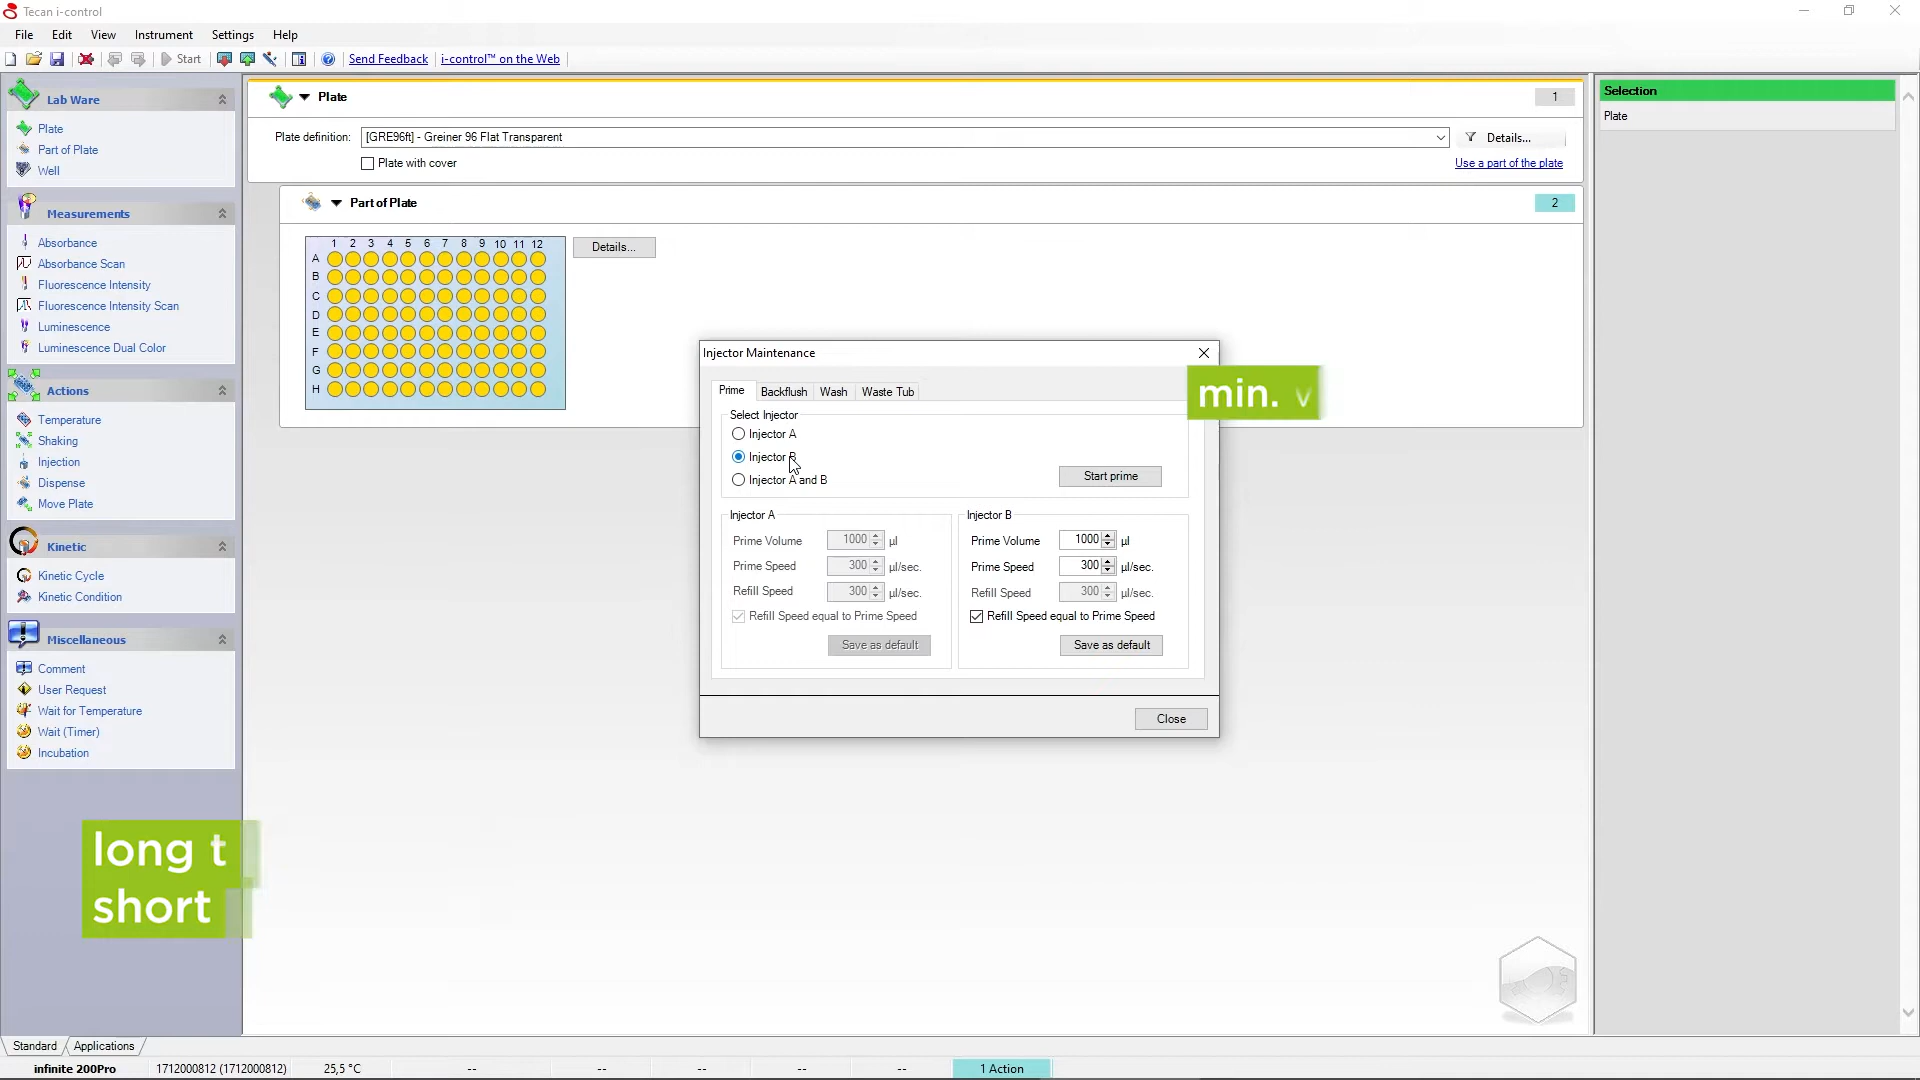 Tecan i-control
File Edit View Instrument Settings Help
Start Send Feedback i-control™ on the Web
Lab Ware
Plate
Part of Plate
Well
Measurements
Absorbance
Absorbance Scan
Fluorescence Intensity
Fluorescence Intensity Scan
Luminescence
Luminescence Dual Color
Actions
Temperature
Shaking
Injection
Dispense
Move Plate
Kinetic
Kinetic Cycle
Kinetic Condition
Miscellaneous
Comment
User Request
Wait for Temperature
Wait (Timer)
Incubation
long t
short
Standard Applications
Plate 1
Plate definition: [GRE96ft] - Greiner 96 Flat Transparent Details...
Plate with cover Use a part of the plate
Part of Plate 2
1 2 3 4 5 6 7 8 9 10 11 12
A
B
C
D
E
F
G
H
Details...
Injector Maintenance
Prime Backflush Wash Waste Tub
min. v
Select Injector
Injector A
Injector B
Injector A and B
Start prime
Injector A
Prime Volume 1000 µl
Prime Speed 300 µl/sec.
Refill Speed 300 µl/sec.
Refill Speed equal to Prime Speed
Save as default
Injector B
Prime Volume 1000 µl
Prime Speed 300 µl/sec.
Refill Speed 300 µl/sec.
Refill Speed equal to Prime Speed
Save as default
Close
Selection
Plate
infinite 200Pro 1712000812 (1712000812) 25,5 °C -- -- -- -- 1 Action